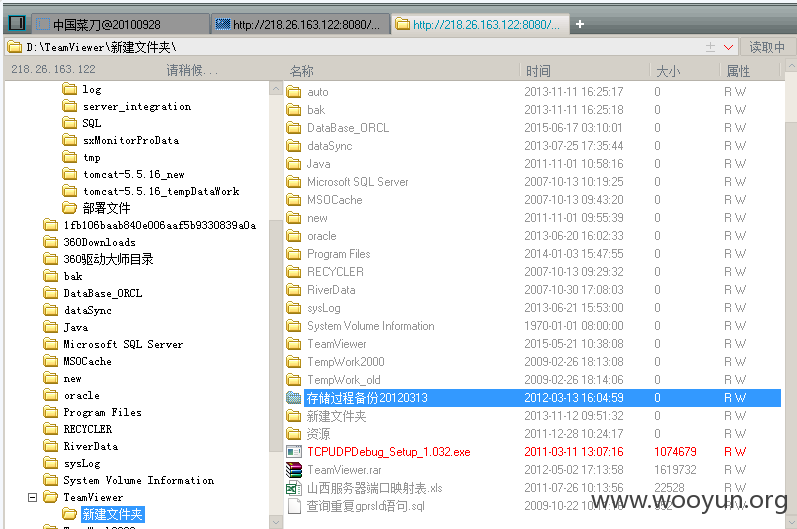 中国菜刀@20100928 http://218.26.163.122:8080/... http://218.26.163.122:8080/... +
D:\TeamViewer\新建文件夹\ 读取中
218.26.163.122 请稍候... 名称 时间 大小 属性
log
server_integration
SQL
sxMonitorProData
tmp
tomcat-5.5.16_new
tomcat-5.5.16_tempDataWork
部署文件
1fb106baab840e006aaf5b9330839a0a
360Downloads
360驱动大师目录
bak
DataBase_ORCL
dataSync
Java
Microsoft SQL Server
MSOCache
new
oracle
Program Files
RECYCLER
RiverData
sysLog
System Volume Information
TeamViewer
新建文件夹
TempWork2000
auto 2013-11-11 16:25:17 0 R W
bak 2013-11-11 16:25:18 0 R W
DataBase_ORCL 2015-06-17 03:10:01 0 R W
dataSync 2013-07-25 17:35:44 0 R W
Java 2011-11-01 10:58:16 0 R W
Microsoft SQL Server 2007-10-13 10:19:25 0 R W
MSOCache 2007-10-13 09:43:20 0 R W
new 2011-11-01 09:55:39 0 R W
oracle 2013-06-20 16:02:33 0 R W
Program Files 2014-01-03 15:47:55 0 R W
RECYCLER 2007-10-13 09:29:32 0 R W
RiverData 2007-10-30 17:08:03 0 R W
sysLog 2013-06-21 15:53:00 0 R W
System Volume Information 1970-01-01 08:00:00 0 R W
TeamViewer 2015-05-21 10:38:08 0 R W
TempWork2000 2009-02-26 18:13:08 0 R W
TempWork_old 2009-02-26 18:14:06 0 R W
存储过程备份20120313 2012-03-13 16:04:59 0 R W
新建文件夹 2013-11-12 09:51:32 0 R W
资源 2011-12-28 10:24:17 0 R W
TCPUDPDebug_Setup_1.032.exe 2011-03-11 13:07:16 1074679 R W
TeamViewer.rar 2012-05-02 17:13:58 1619732 R W
山西服务器端口映射表.xls 2011-07-26 10:13:56 22528 R W
查询重复gprsId语句.sql 2009-10-22 R W
www.wooyun.org